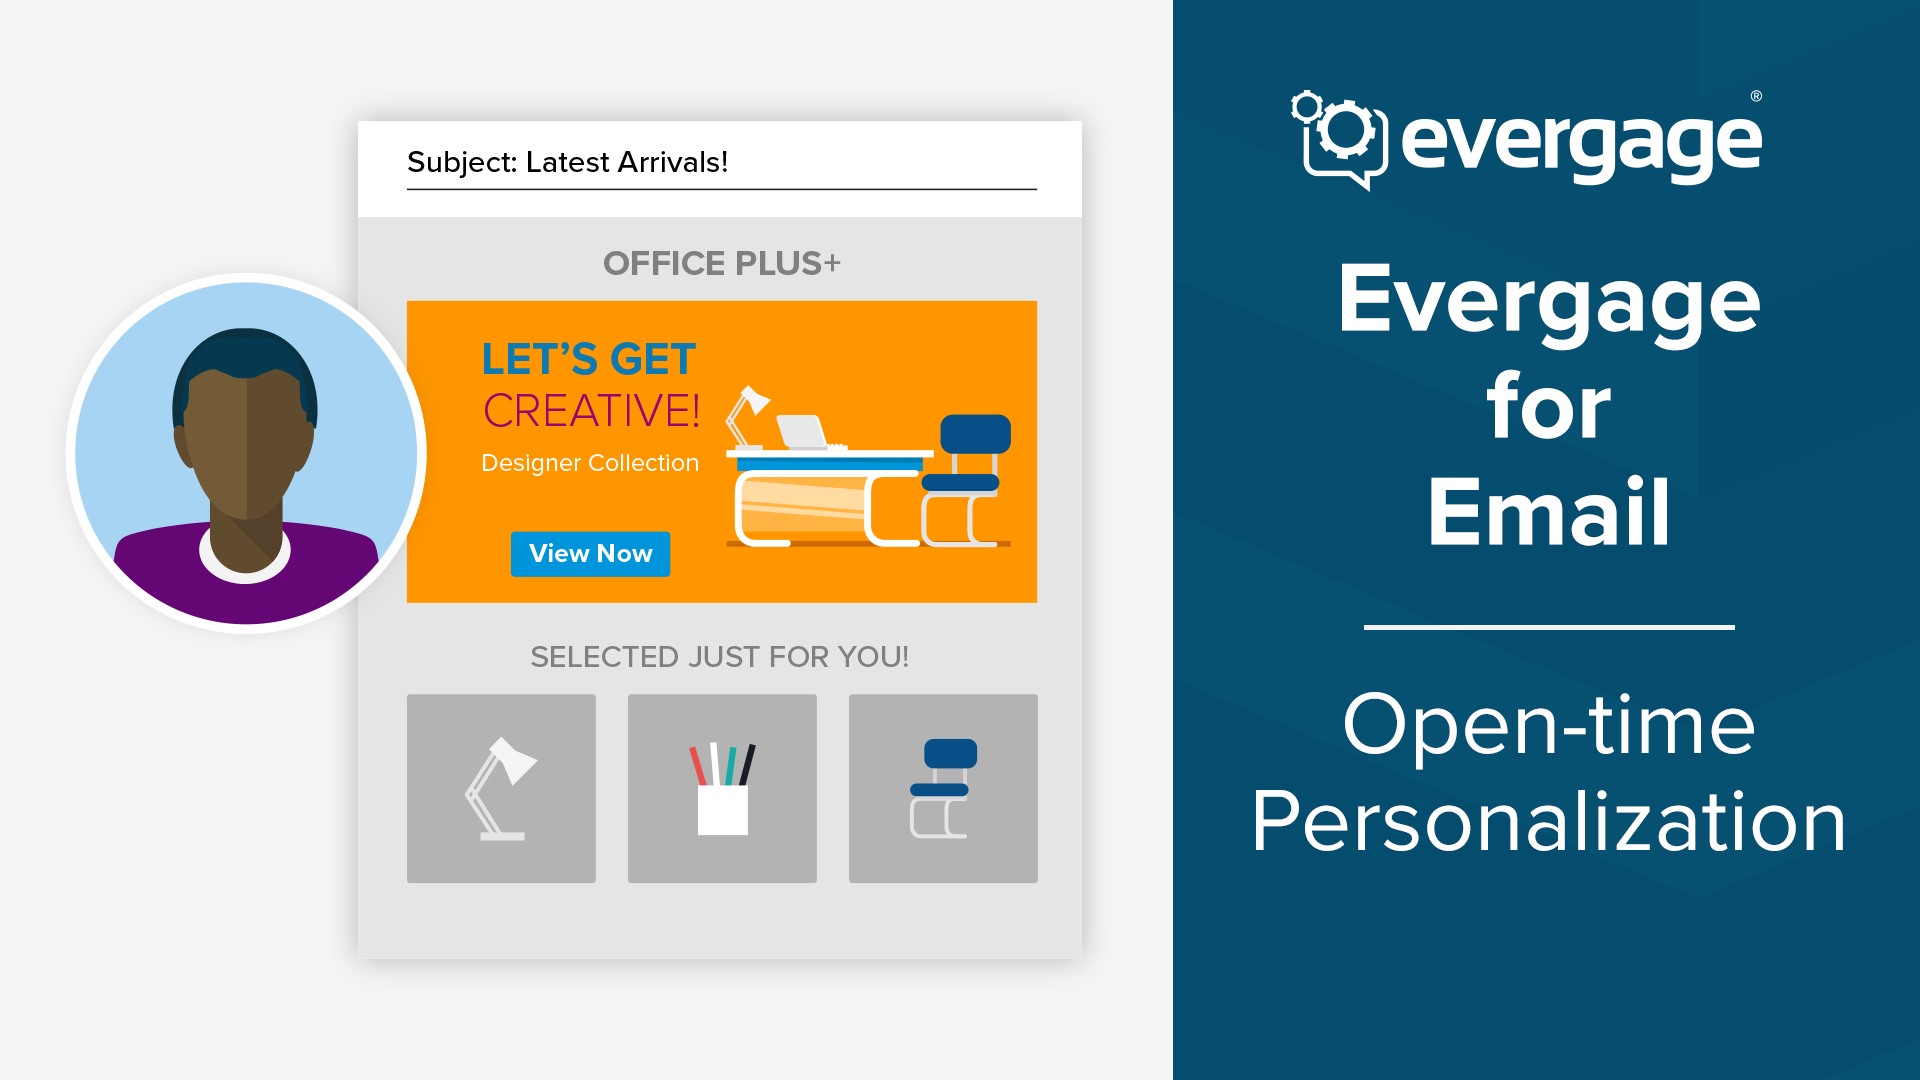 Subject: Latest Arrivals!
OFFICE PLUS+
LET’S GET
CREATIVE!
Designer Collection
View Now
SELECTED JUST FOR YOU!
evergage®
Evergage
for
Email
Open-time
Personalization